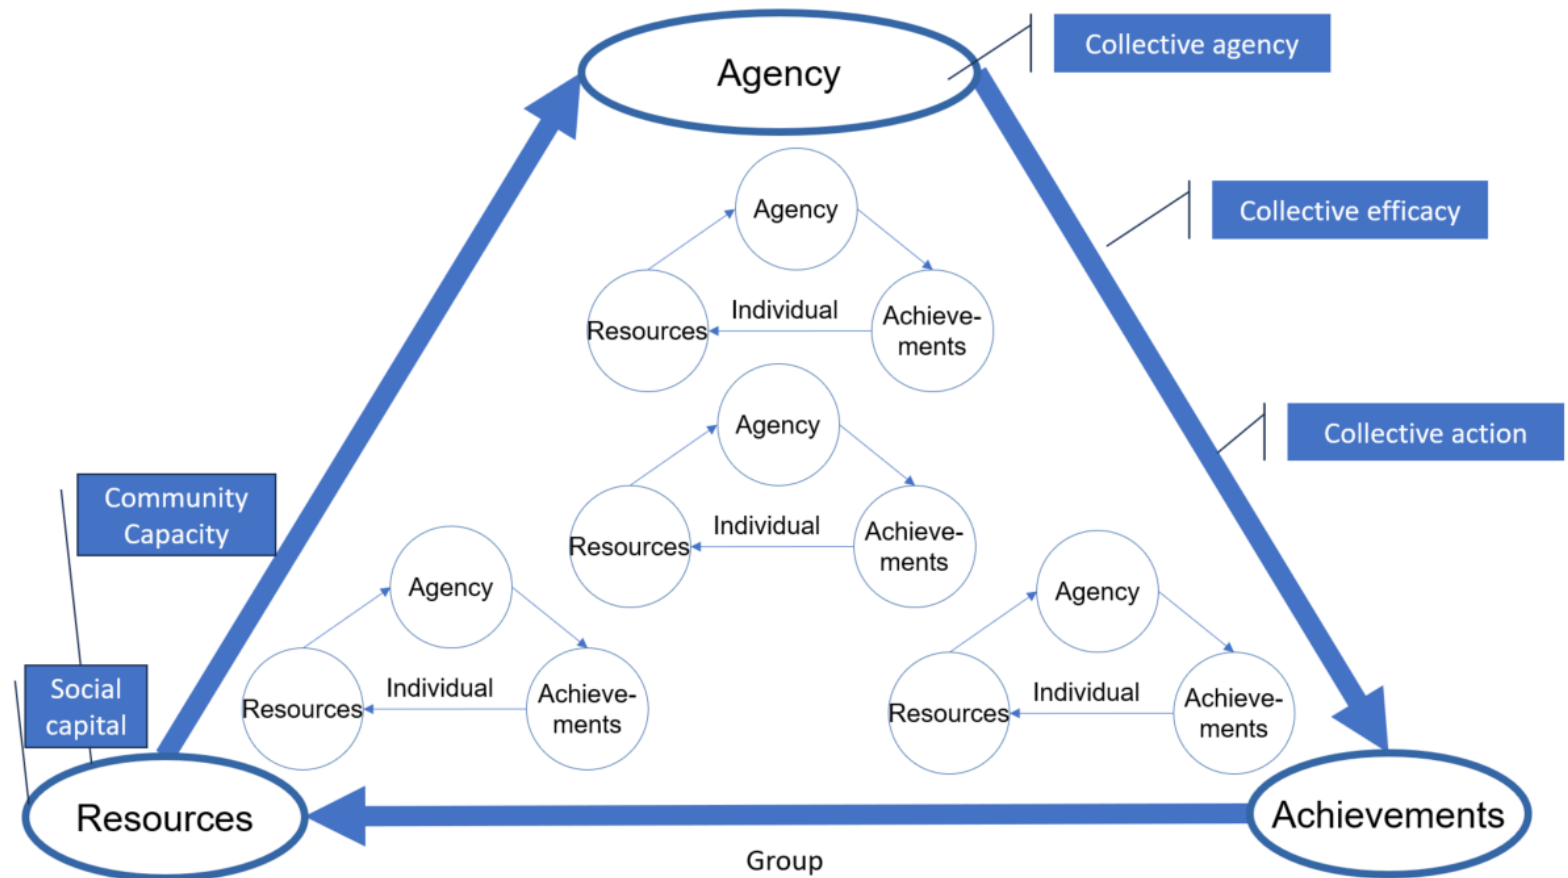 Agency
Collective agency
Collective efficacy
Collective action
Agency
Resources
Individual
Achieve-
ments
Agency
Resources
Individual
Achieve-
ments
Community
Capacity
Agency
Resources
Individual
Achieve-
ments
Agency
Resources
Individual
Achieve-
ments
Social
capital
Resources
Achievements
Group